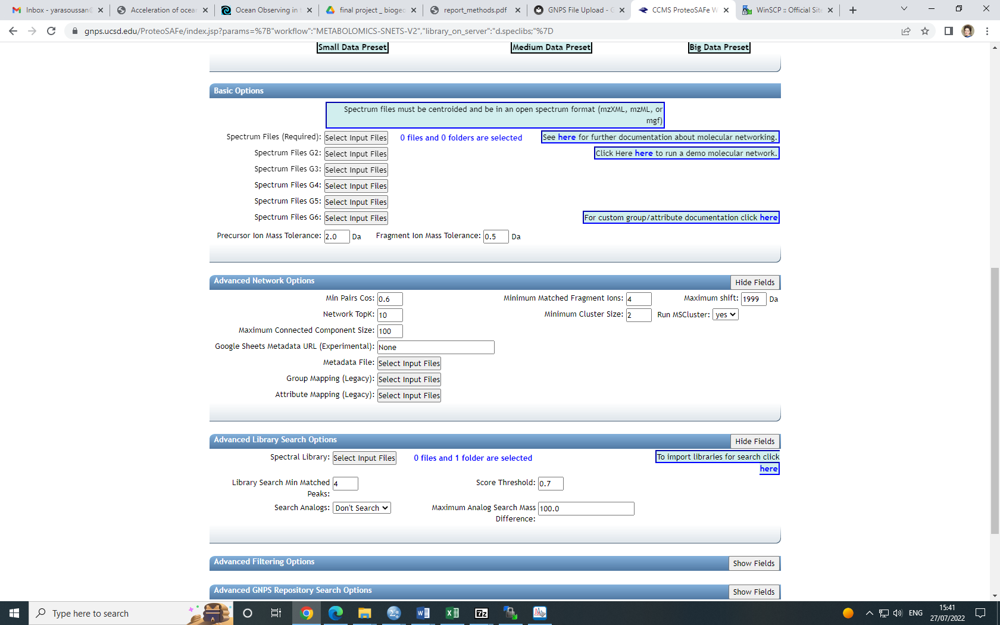 Inbox - yarasoussan@
Acceleration of ocea
Ocean Observing in t
final project _ bioge
report_methods.pdf
GNPS File Upload - G
CCMS ProteoSAFe W
WinSCP :: Official Site
gnps.ucsd.edu/ProteoSAFe/index.jsp?params=%7B"workflow":"METABOLOMICS-SNETS-V2","library_on_server":"d.speclibs;"%7D
Small Data Preset Medium Data Preset Big Data Preset
Basic Options
Spectrum files must be centroided and be in an open spectrum format (mzXML, mzML, or
mgf)
Spectrum Files (Required): Select Input Files 0 files and 0 folders are selected See here for further documentation about molecular networking.
Spectrum Files G2: Select Input Files Click Here here to run a demo molecular network.
Spectrum Files G3: Select Input Files
Spectrum Files G4: Select Input Files
Spectrum Files G5: Select Input Files
Spectrum Files G6: Select Input Files For custom group/attribute documentation click here
Precursor Ion Mass Tolerance: 2.0 Da Fragment Ion Mass Tolerance: 0.5 Da
Advanced Network Options Hide Fields
Min Pairs Cos: 0.6 Minimum Matched Fragment Ions: 4 Maximum shift: 1999 Da
Network TopK: 10 Minimum Cluster Size: 2 Run MSCluster: yes
Maximum Connected Component Size: 100
Google Sheets Metadata URL (Experimental): None
Metadata File: Select Input Files
Group Mapping (Legacy): Select Input Files
Attribute Mapping (Legacy): Select Input Files
Advanced Library Search Options Hide Fields
Spectral Library: Select Input Files 0 files and 1 folder are selected To import libraries for search click
here
Library Search Min Matched 4 Score Threshold: 0.7
Peaks:
Search Analogs: Don't Search Maximum Analog Search Mass 100.0
Difference:
Advanced Filtering Options Show Fields
Advanced GNPS Repository Search Options Show Fields
Type here to search
ENG
15:41
27/07/2022